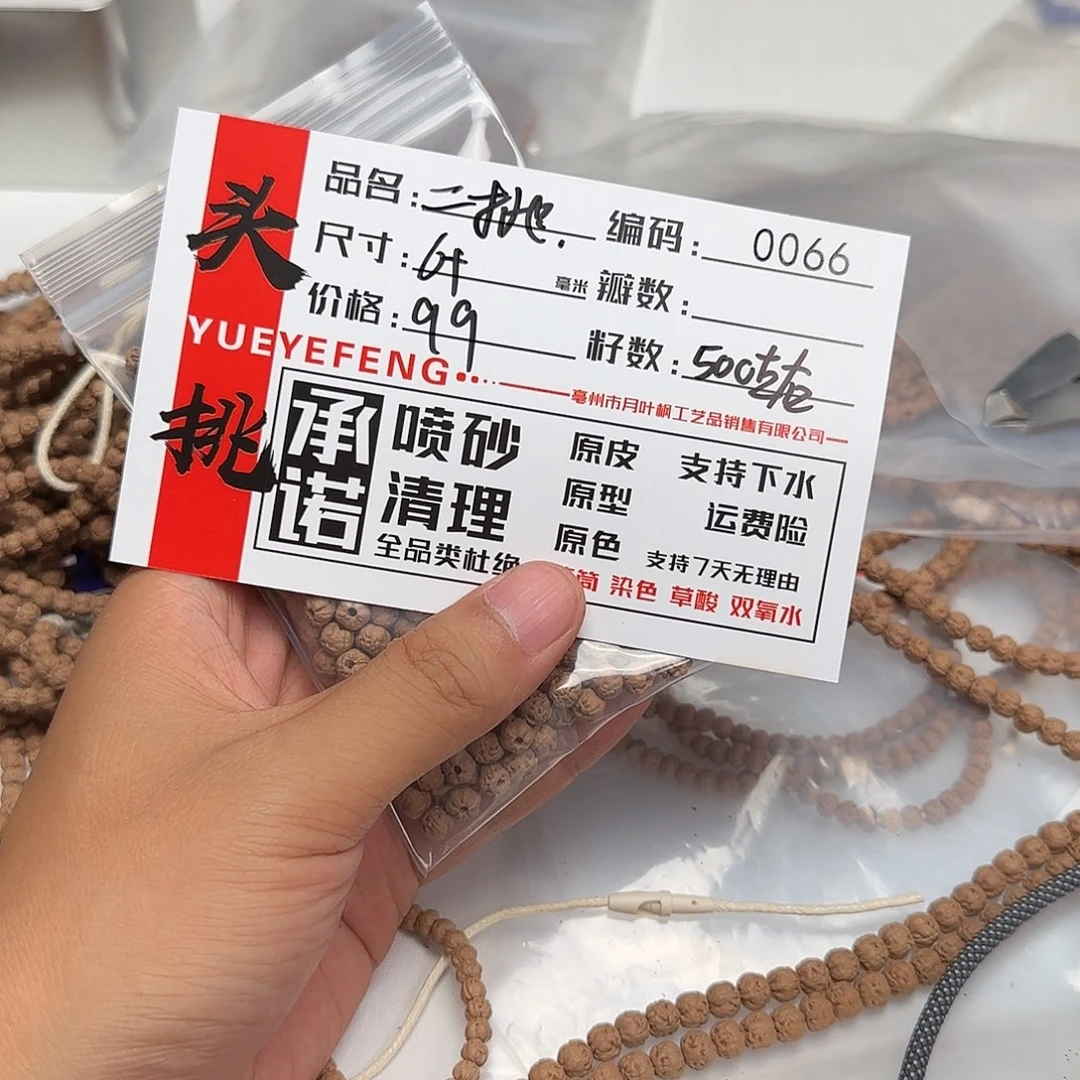 头挑
品名:二挑.
编码: 0066
尺寸:6+ 毫米
瓣数:
价格:99
籽数:500左右
YUEYEFENG
亳州市月叶枫工艺品销售有限公司
承诺
喷砂
清理
全品类杜绝
原皮
原型
原色
支持下水
运费险
支持7天无理由
筒 染色 草酸 双氧水